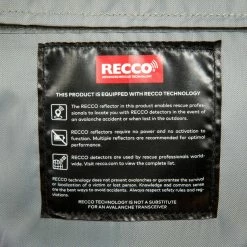 RECCO
ADVANCED RESCUE TECHNOLOGY
THIS PRODUCT IS EQUIPPED WITH RECCO TECHNOLOGY
The RECCO reflector in this product enables rescue profes-
sionals to locate you with RECCO detectors in the event of
an avalanche accident or when lost in the outdoors.
RECCO reflectors require no power and no activation to
function. Multiple reflectors are recommended for optimal
performance.
RECCO detectors are used by rescue professionals world-
wide. Visit recco.com to view the complete list.
RECCO technology does not prevent avalanches or guarantee the survival
or localization of a victim or lost person. Knowledge and common sense
are the best ways to avoid accidents. Always respect safety rules and reg-
ulations.
RECCO TECHNOLOGY IS NOT A SUBSTITUTE
FOR AN AVALANCHE TRANSCEIVER